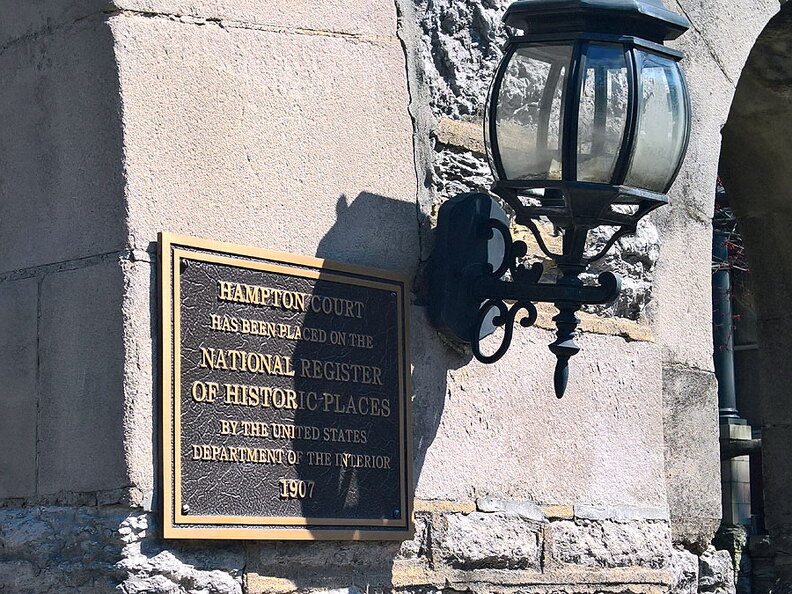 HAMPTON COURT
HAS BEEN PLACED ON THE
NATIONAL REGISTER
OF HISTORIC PLACES
BY THE UNITED STATES
DEPARTMENT OF THE INTERIOR
1907